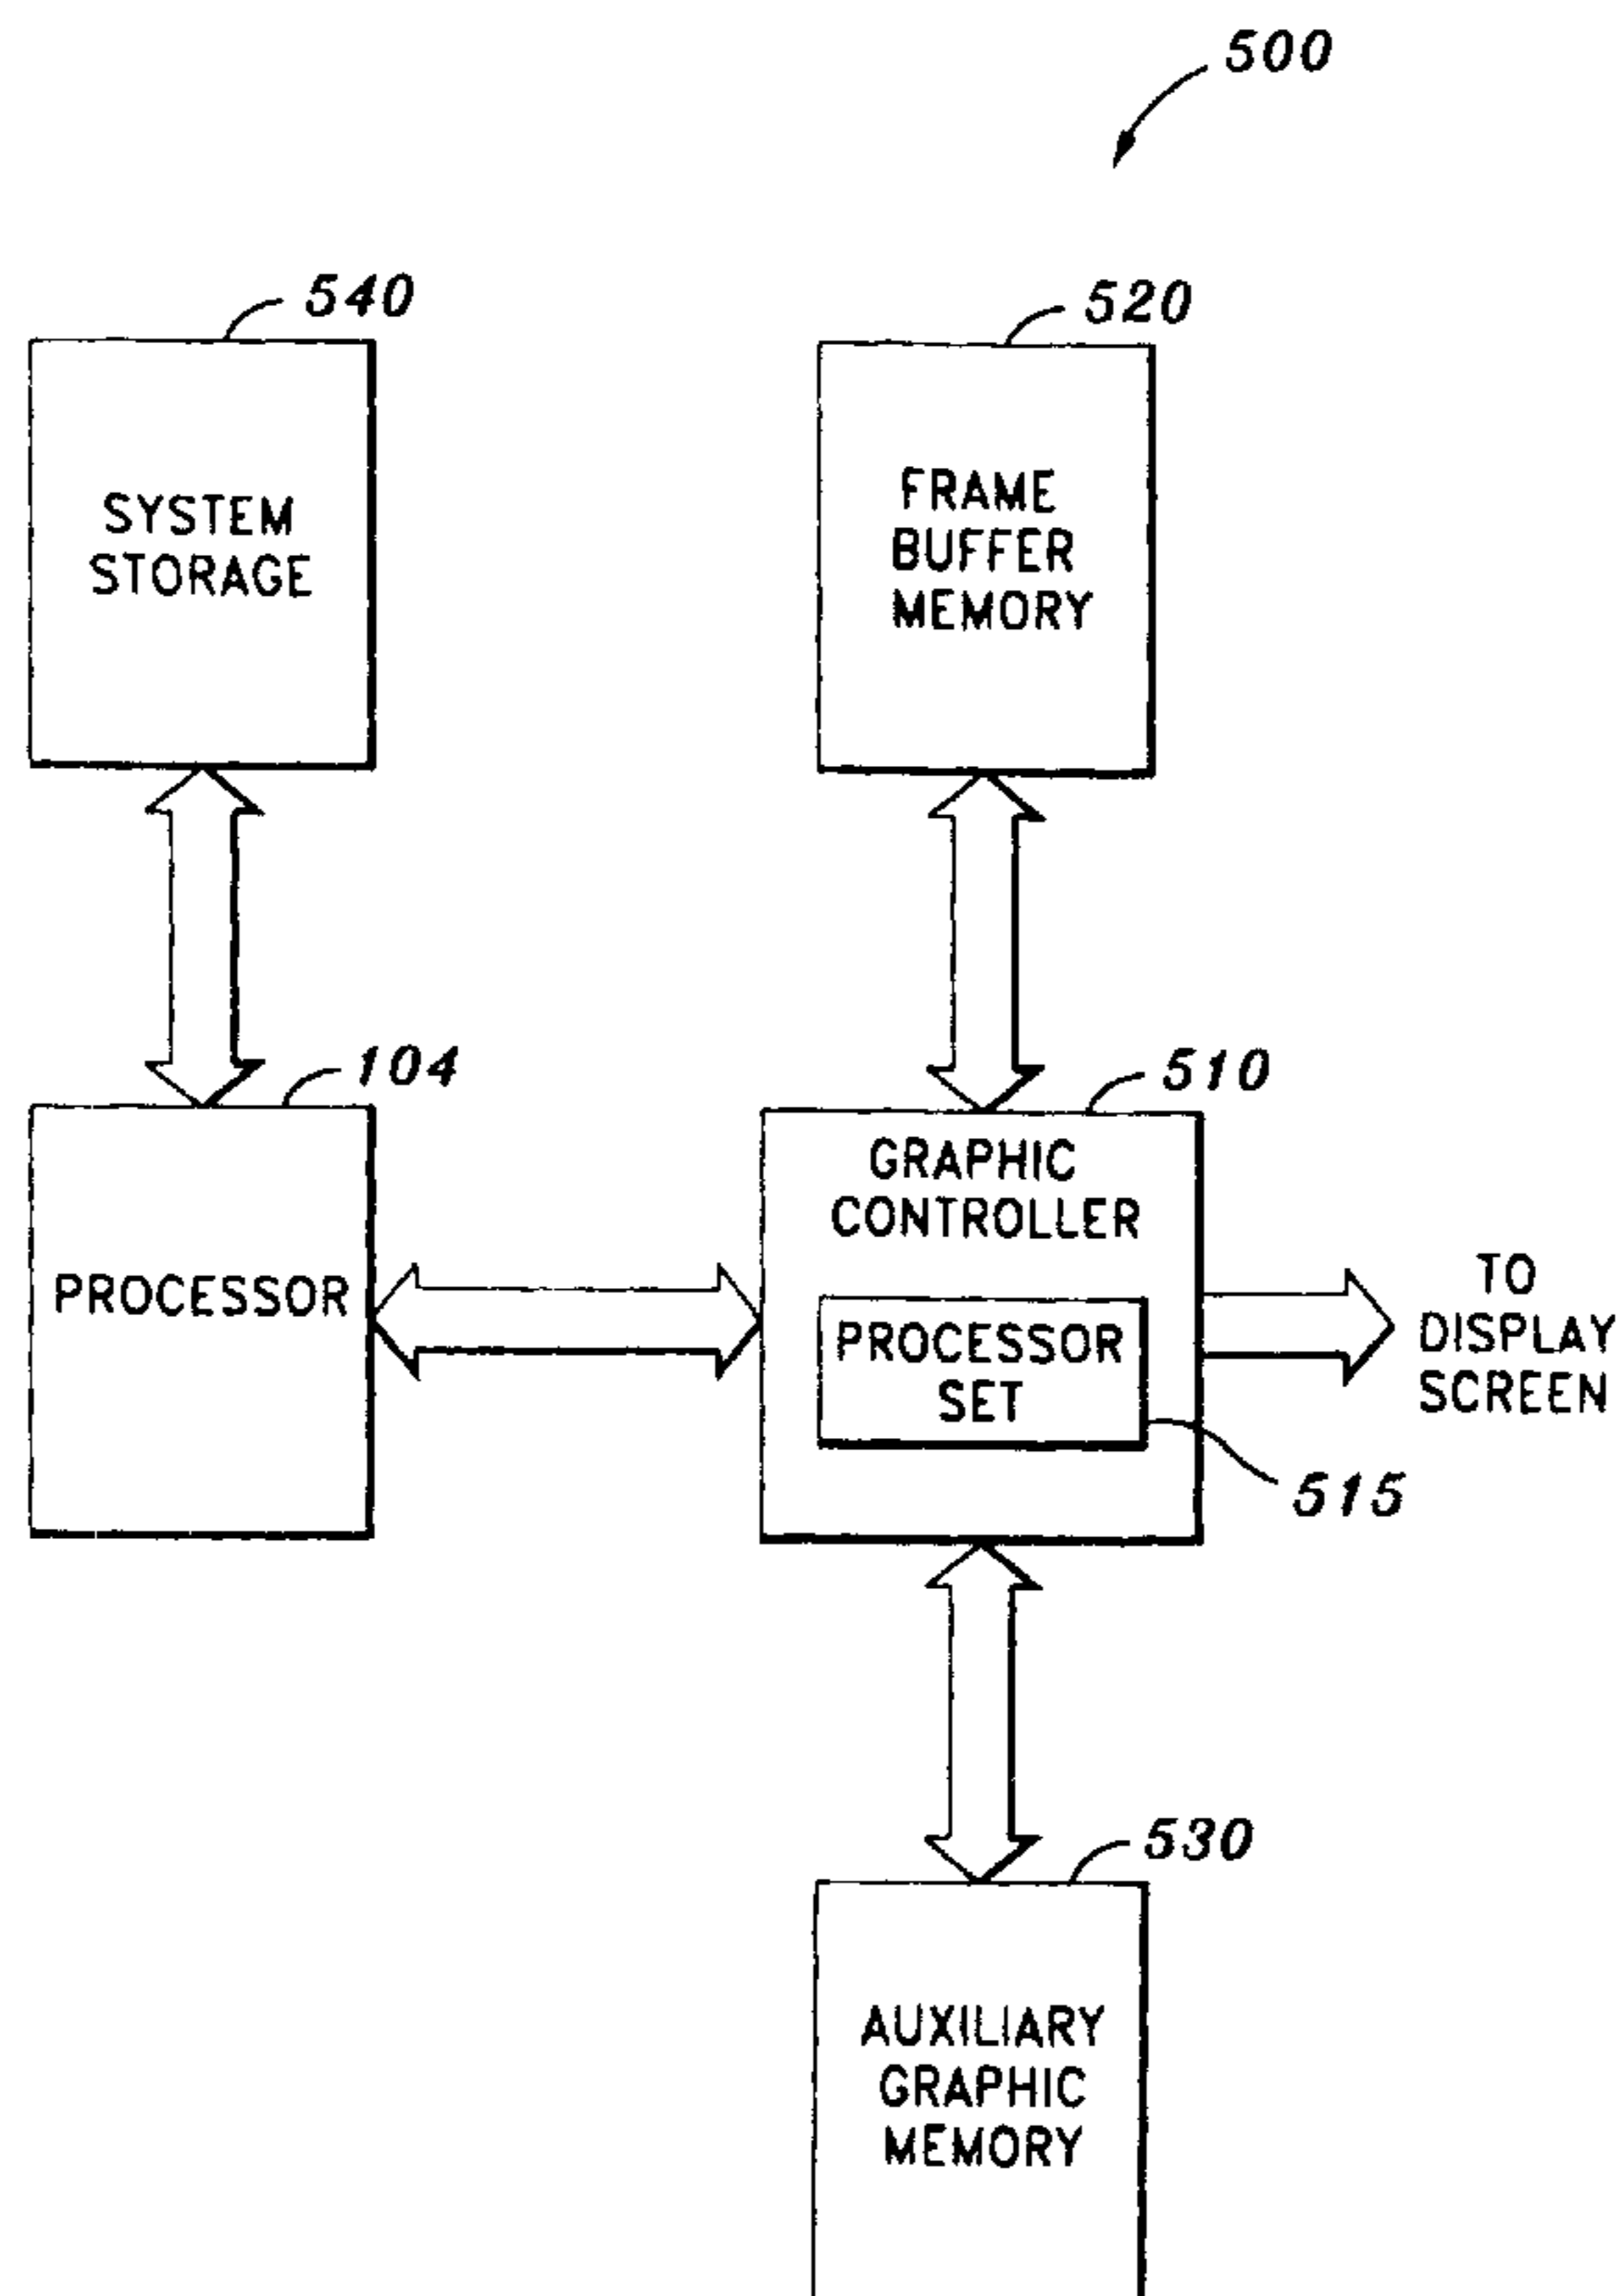 500
540
520
SYSTEM
STORAGE
FRAME
BUFFER
MEMORY
104
510
PROCESSOR
GRAPHIC
CONTROLLER
PROCESSOR
SET
TO
DISPLAY
SCREEN
515
530
AUXILIARY
GRAPHIC
MEMORY